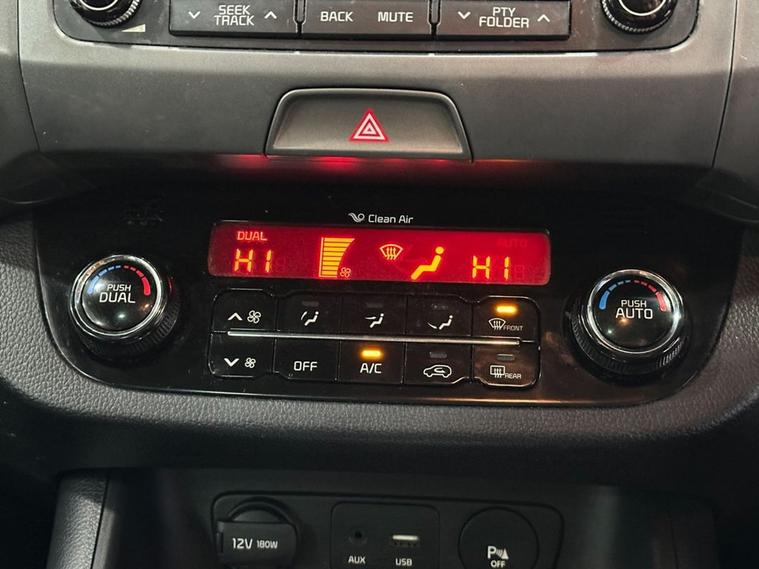 SEEK
TRACK
BACK
MUTE
PTY
FOLDER
Clean Air
DUAL
HI
AUTO
HI
PUSH
DUAL
PUSH
AUTO
FRONT
OFF
A/C
REAR
12V 180W
AUX
USB
P
OFF